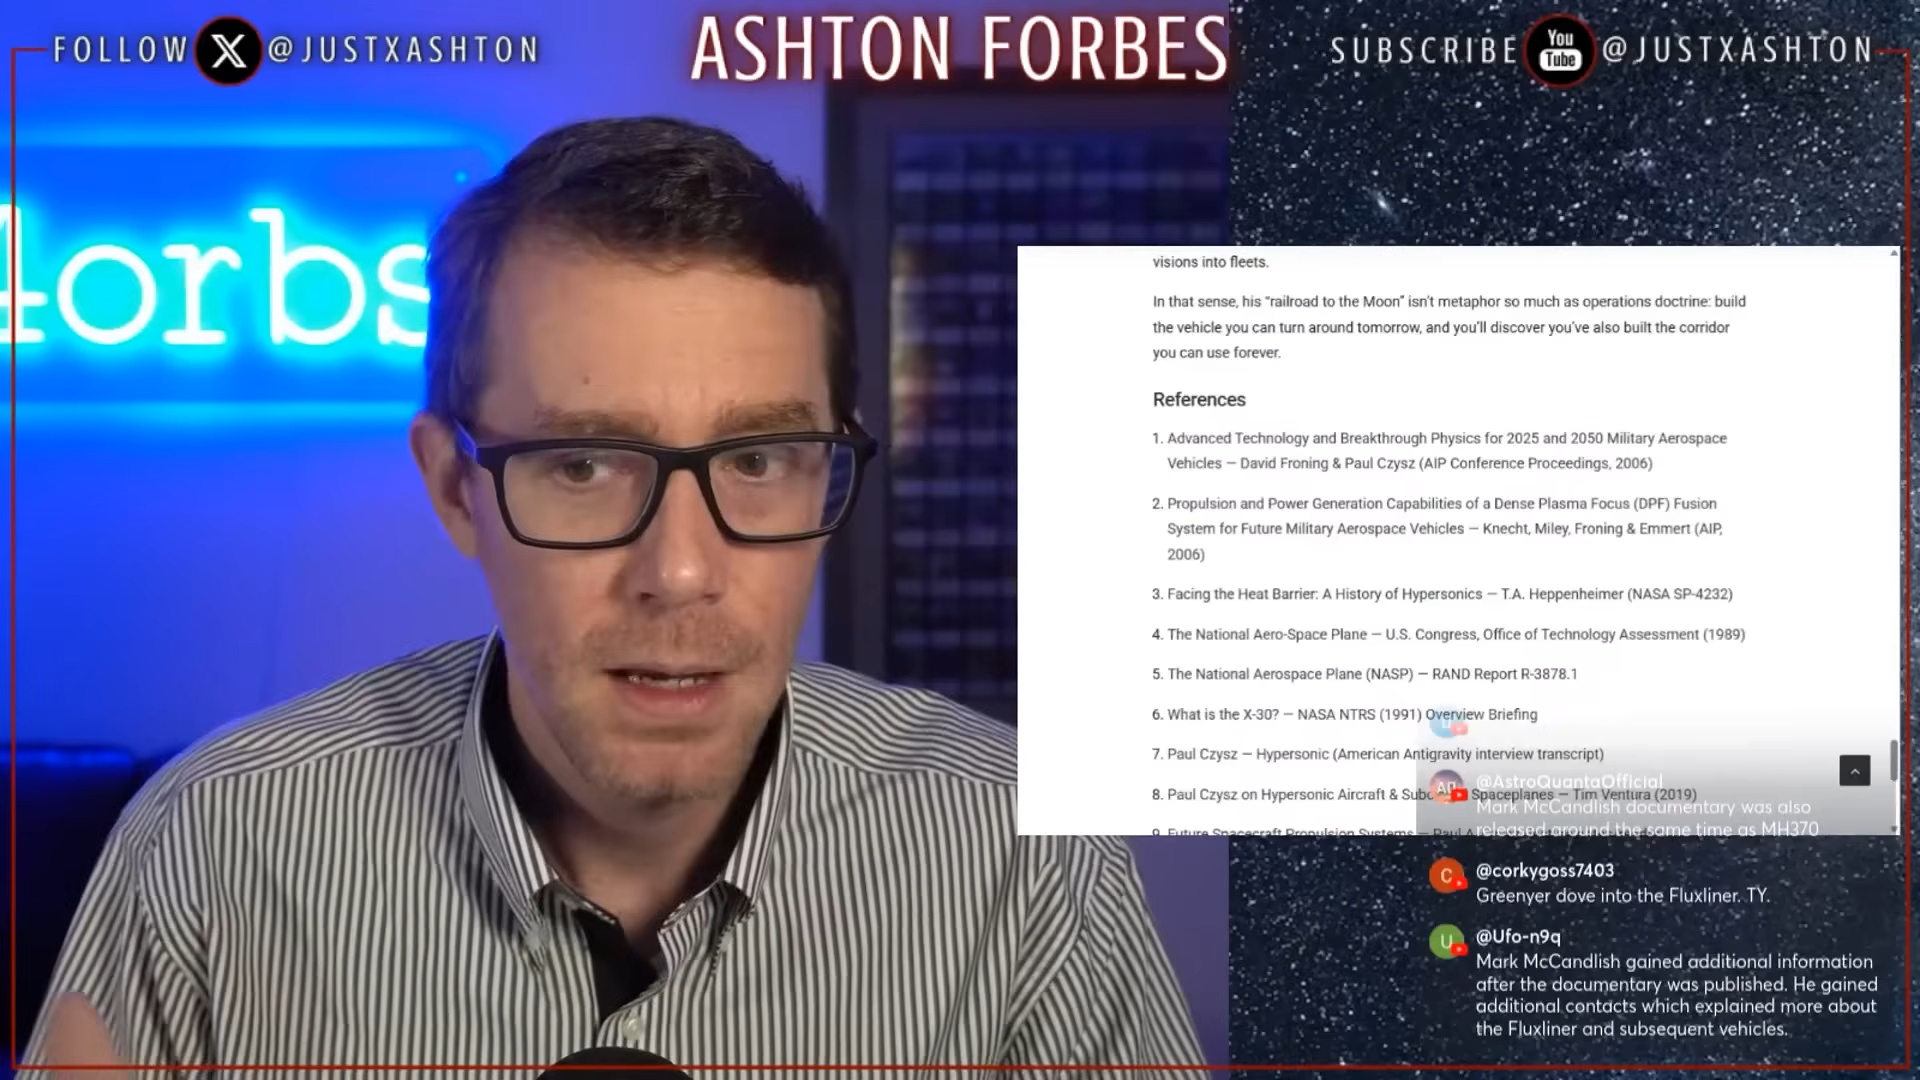 FOLLOW X @JUSTXASHTON
ASHTON FORBES
SUBSCRIBE You Tube @JUSTXASHTON
4orbs
visions into fleets.
In that sense, his “railroad to the Moon” isn’t metaphor so much as operations doctrine: build
the vehicle you can turn around tomorrow, and you’ll discover you’ve also built the corridor
you can use forever.
References
1. Advanced Technology and Breakthrough Physics for 2025 and 2050 Military Aerospace
Vehicles — David Froning & Paul Czysz (AIP Conference Proceedings, 2006)
2. Propulsion and Power Generation Capabilities of a Dense Plasma Focus (DPF) Fusion
System for Future Military Aerospace Vehicles — Knecht, Miley, Froning & Emmert (AIP,
2006)
3. Facing the Heat Barrier: A History of Hypersonics — T.A. Heppenheimer (NASA SP-4232)
4. The National Aero-Space Plane — U.S. Congress, Office of Technology Assessment (1989)
5. The National Aerospace Plane (NASP) — RAND Report R-3878.1
6. What is the X-30? — NASA NTRS (1991) Overview Briefing
7. Paul Czysz — Hypersonic (American Antigravity interview transcript)
8. Paul Czysz on Hypersonic Aircraft & Spaceplanes — Tim Ventura (2019)
9. Future Spacecraft Propulsion Systems — Paul
@AstroQuantaOfficial
Mark McCandlish documentary was also
released around the same time as MH370
C
@corkygoss7403
Greenyer dove into the Fluxliner. TY.
U
@Ufo-n9q
Mark McCandlish gained additional information
after the documentary was published. He gained
additional contacts which explained more about
the Fluxliner and subsequent vehicles.